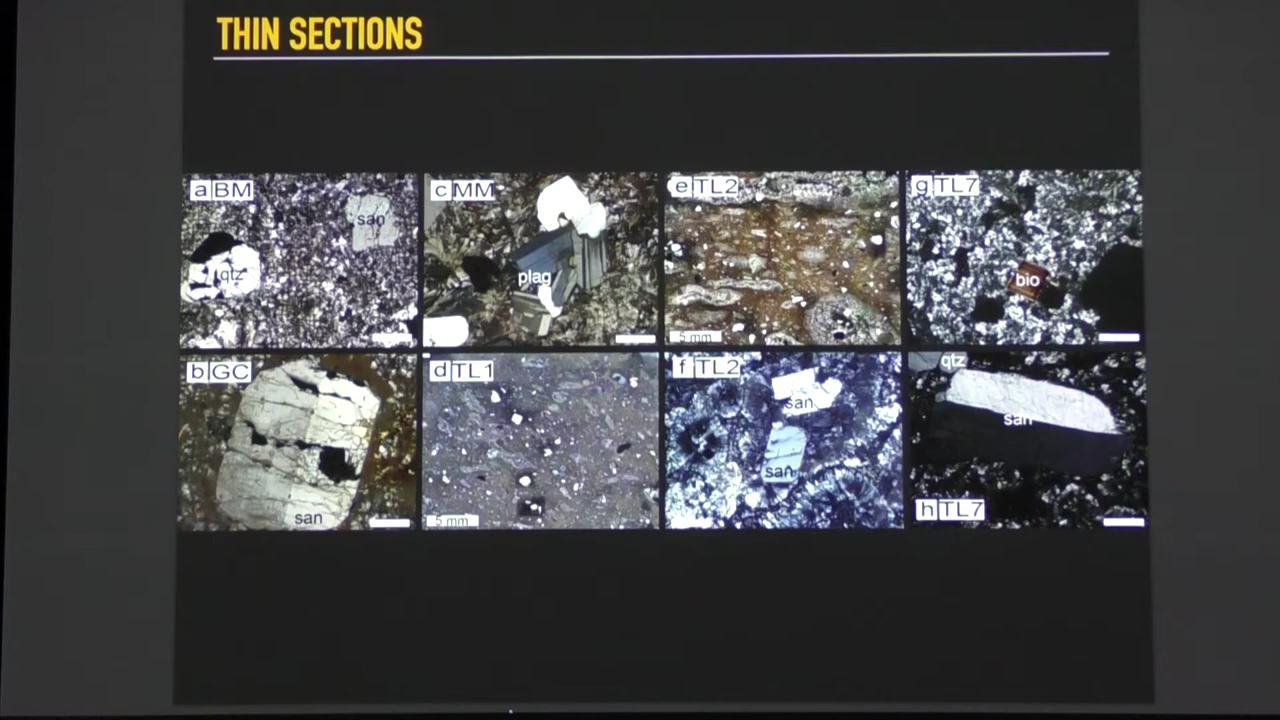 THIN SECTIONS
a BM
san
qtz
c MM
plag
e TL2
5 mm
g TL7
bio
b GC
san
d TL1
5 mm
f TL2
san
san
qtz
san
h TL7